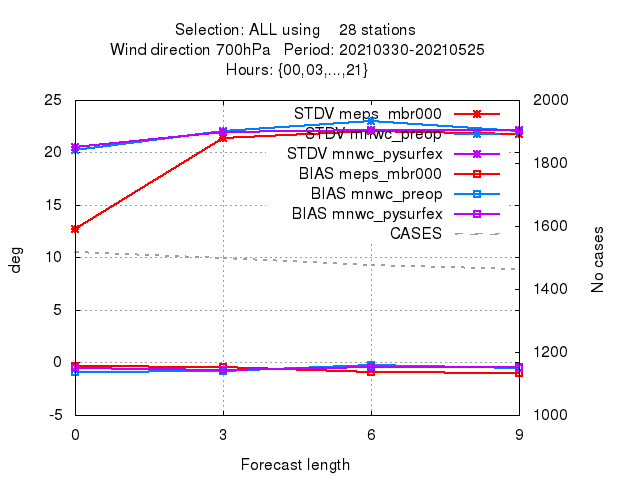 Selection: ALL using    28 stations
Wind direction 700hPa   Period: 20210330-20210525
Hours: {00,03,...,21}
25 2000
STDV meps_mbr000
STDV mnwc_preop
STDV mnwc_pysurfex
BIAS meps_mbr000
BIAS mnwc_preop
BIAS mnwc_pysurfex
CASES
20 1800
15 1600
10 1400
5 1200
0
-5 1000
deg
No cases
0 3 6 9
Forecast length